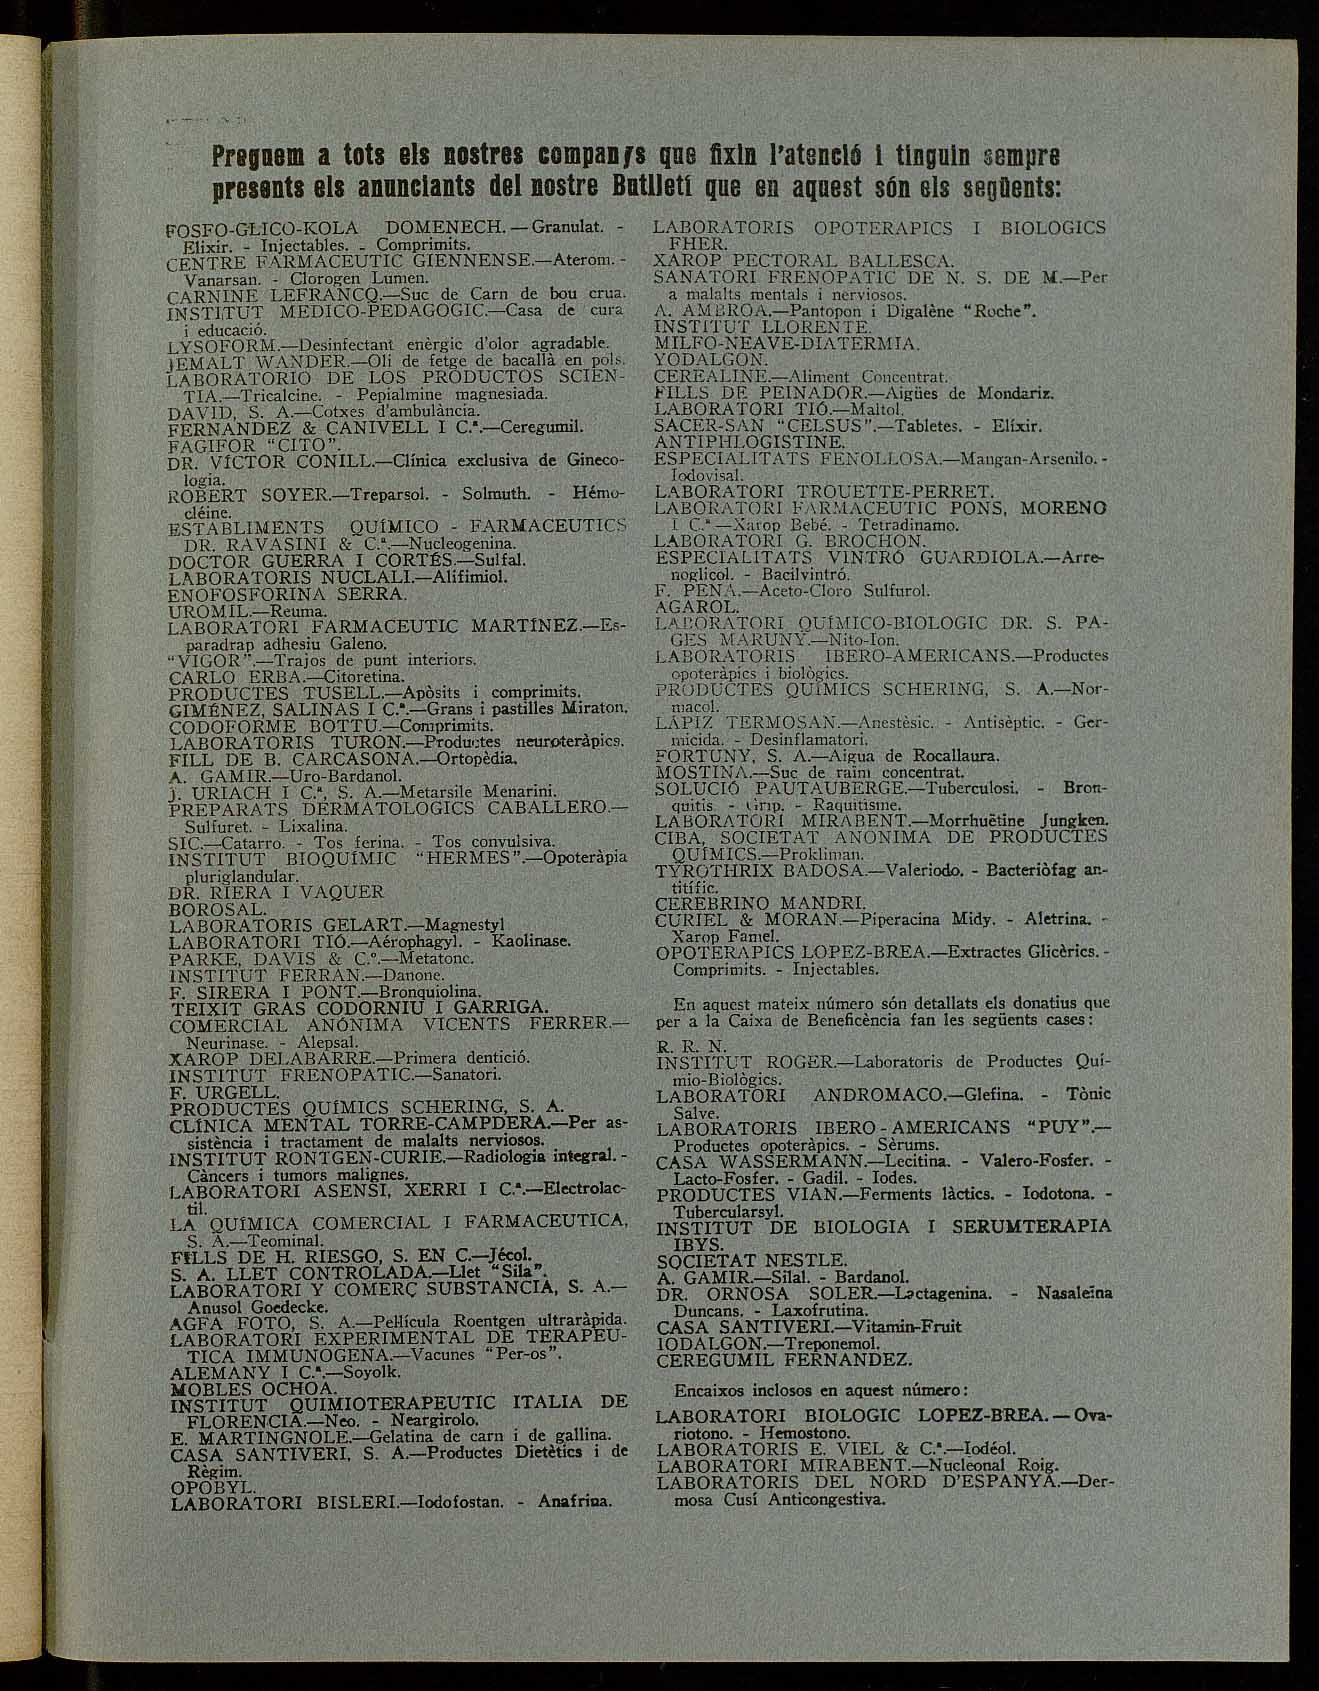 Preguem a tots els nostres companys que fixin l'atenció i tinguin sempre
presents els anunciants del nostre Butlletí que en aquest són els següents:
FOSFO-GLICO-KOLA DOMENECH.—Granulat. -
Elixir. - Injectables. - Comprimits.
CENTRE FARMACEUTIC GIENNENSE.—Aterom. -
Vanarsan. - Clorogen Lumen.
CARNINE LEFRANCQ.—Suc de Carn de bou crua.
INSTITUT MEDICO-PEDAGOGIC.—Casa de cura
i educació.
LYSOFORM.—Desinfectant enèrgic d'olor agradable.
JEMALT WANDER.—Oli de fetge de bacallà en pols.
LABORATORIO DE LOS PRODUCTOS SCIEN-
TIA.—Tricalcine. - Pepialmine magnesiada.
DAVID, S. A.—Cotxes d'ambulància.
FERNANDEZ & CANIVELL I C.ª.—Ceregumil.
FAGIFOR "CITO".
DR. VÍCTOR CONILL.—Clínica exclusiva de Gineco-
logia.
ROBERT SOYER.—Treparsol. - Solmuth. - Hémo-
cléine.
ESTABLIMENTS QUÍMICO - FARMACEUTICS
DR. RAVASINI & C.ª.—Nucleogenina.
DOCTOR GUERRA I CORTÉS.—Sulfal.
LABORATORIS NUCLALI.—Alifimiol.
ENOFOSFORINA SERRA.
UROMIL.—Reuma.
LABORATORI FARMACEUTIC MARTÍNEZ.—Es-
paradrap adhesiu Galeno.
"VIGOR".—Trajos de punt interiors.
CARLO ERBA.—Citoretina.
PRODUCTES TUSELL.—Apòsits i comprimits.
GIMÉNEZ, SALINAS I C.ª.—Grans i pastilles Miraton.
CODOFORME BOTTU.—Comprimits.
LABORATORIS TURON.—Productes neuroteràpics.
FILL DE B. CARCASONA.—Ortopèdia.
A. GAMIR.—Uro-Bardanol.
J. URIACH I C.ª, S. A.—Metarsile Menarini.
PREPARATS DERMATOLOGICS CABALLERO.—
Sulfuret. - Lixalina.
SIC.—Catarro. - Tos ferina. - Tos convulsiva.
INSTITUT BIOQUÍMIC "HERMES".—Opoteràpia
pluriglandular.
DR. RIERA I VAQUER
BOROSAL.
LABORATORIS GELART.—Magnestyl
LABORATORI TIÓ.—Aérophagyl. - Kaolinase.
PARKE, DAVIS & C.º.—Metatone.
INSTITUT FERRAN.—Danone.
F. SIRERA I PONT.—Bronquiolina.
TEIXIT GRAS CODORNIU I GARRIGA.
COMERCIAL ANÓNIMA VICENTS FERRER.—
Neurinase. - Alepsal.
XAROP DELABARRE.—Primera dentició.
INSTITUT FRENOPATIC.—Sanatori.
F. URGELL.
PRODUCTES QUÍMICS SCHERING, S. A.
CLÍNICA MENTAL TORRE-CAMPDERA.—Per as-
sistència i tractament de malalts nerviosos.
INSTITUT RONTGEN-CURIE.—Radiologia integral. -
Càncers i tumors malignes.
LABORATORI ASENSI, XERRI I C.ª.—Electrolac-
til.
LA QUÍMICA COMERCIAL I FARMACEUTICA,
S. A.—Teominal.
FILLS DE H. RIESGO, S. EN C.—Jécol.
S. A. LLET CONTROLADA.—Llet "Sila".
LABORATORI Y COMERÇ SUBSTANCIA, S. A.—
Anusol Goedecke.
AGFA FOTO, S. A.—Pel·lícula Roentgen ultraràpida.
LABORATORI EXPERIMENTAL DE TERAPEU-
TICA IMMUNOGENA.—Vacunes "Per-os".
ALEMANY I C.ª.—Soyolk.
MOBLES OCHOA.
INSTITUT QUIMIOTERAPEUTIC ITALIA DE
FLORENCIA.—Neo. - Neargirolo.
E. MARTINGNOLE.—Gelatina de carn i de gallina.
CASA SANTIVERI, S. A.—Productes Dietètics i de
Règim.
OPOBYL.
LABORATORI BISLERI.—Iodofostan. - Anafrina.
LABORATORIS OPOTERAPICS I BIOLOGICS
FHER.
XAROP PECTORAL BALLESCA.
SANATORI FRENOPATIC DE N. S. DE M.—Per
a malalts mentals i nerviosos.
A. AMBROA.—Pantopon i Digalène "Roche".
INSTITUT LLORENTE.
MILFO-NEAVE-DIATERMIA.
YODALGON.
CEREALINE.—Aliment Concentrat.
FILLS DE PEINADOR.—Aigües de Mondariz.
LABORATORI TIÓ.—Maltol.
SACER-SAN "CELSUS".—Tabletes. - Elíxir.
ANTIPHLOGISTINE.
ESPECIALITATS FENOLLOSA.—Mangan-Arsenilo. -
Iodovisal.
LABORATORI TROUETTE-PERRET.
LABORATORI FARMACEUTIC PONS, MORENO
I C.ª—Xarop Bebé. - Tetradinamo.
LABORATORI G. BROCHON.
ESPECIALITATS VINTRÓ GUARDIOLA.—Arre-
noglicol. - Bacilvintró.
F. PENA.—Aceto-Cloro Sulfurol.
AGAROL.
LABORATORI QUÍMICO-BIOLOGIC DR. S. PA-
GES MARUNY.—Nito-Ion.
LABORATORIS IBERO-AMERICANS.—Productes
opoteràpics i biològics.
PRODUCTES QUÍMICS SCHERING, S. A.—Nor-
macol.
LÁPIZ TERMOSAN.—Anestèsic. - Antisèptic. - Ger-
micida. - Desinflamatori.
FORTUNY, S. A.—Aigua de Rocallaura.
MOSTINA.—Suc de raim concentrat.
SOLUCIÓ PAUTAUBERGE.—Tuberculosi. - Bron-
quitis - Grip. - Raquitisme.
LABORATORI MIRABENT.—Morrhuëtine Jungken.
CIBA, SOCIETAT ANONIMA DE PRODUCTES
QUÍMICS.—Prokliman.
TYROTHRIX BADOSA.—Valeriodo. - Bacteriòfag an-
titífic.
CEREBRINO MANDRI.
CURIEL & MORAN.—Piperacina Midy. - Aletrina. -
Xarop Famel.
OPOTERAPICS LOPEZ-BREA.—Extractes Glicèrics. -
Comprimits. - Injectables.
En aquest mateix número són detallats els donatius que
per a la Caixa de Beneficència fan les següents cases:
R. R. N.
INSTITUT ROGER.—Laboratoris de Productes Quí-
mio-Biològics.
LABORATORI ANDROMACO.—Glefina. - Tònic
Salve.
LABORATORIS IBERO-AMERICANS "PUY".—
Productes opoteràpics. - Sèrums.
CASA WASSERMANN.—Lecitina. - Valero-Fosfer. -
Lacto-Fosfer. - Gadil. - Iodes.
PRODUCTES VIAN.—Ferments làctics. - Iodotona. -
Tubercularsyl.
INSTITUT DE BIOLOGIA I SERUMTERAPIA
IBYS.
SOCIETAT NESTLE.
A. GAMIR.—Silal. - Bardanol.
DR. ORNOSA SOLER.—Lactagenina. - Nasaleina
Duncans. - Laxofrutina.
CASA SANTIVERI.—Vitamin-Fruit
IODALGON.—Treponemol.
CEREGUMIL FERNANDEZ.
Encaixos inclosos en aquest número:
LABORATORI BIOLOGIC LOPEZ-BREA.—Ova-
riotono. - Hemostono.
LABORATORIS E. VIEL & C.ª.—Iodéol.
LABORATORI MIRABENT.—Nucleonal Roig.
LABORATORIS DEL NORD D'ESPANYA.—Der-
mosa Cusí Anticongestiva.